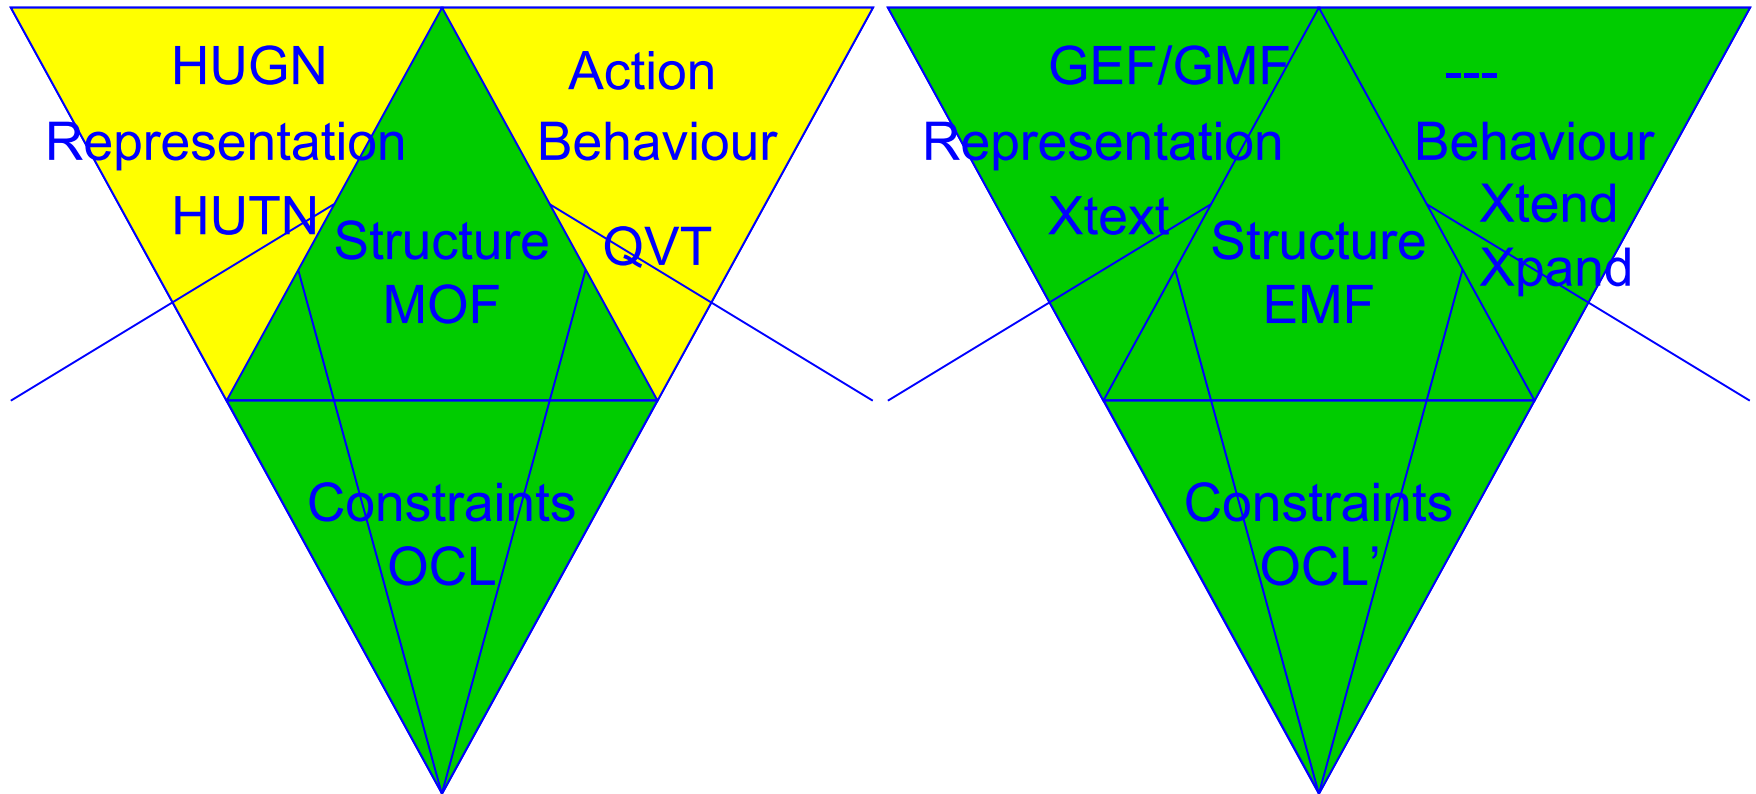 HUGN
Representation
HUTN
Action
Behaviour
QVT
Structure
MOF
Constraints
OCL
GEF/GMF
Representation
Xtext
---
Behaviour
Xtend
Xpand
Structure
EMF
Constraints
OCL’